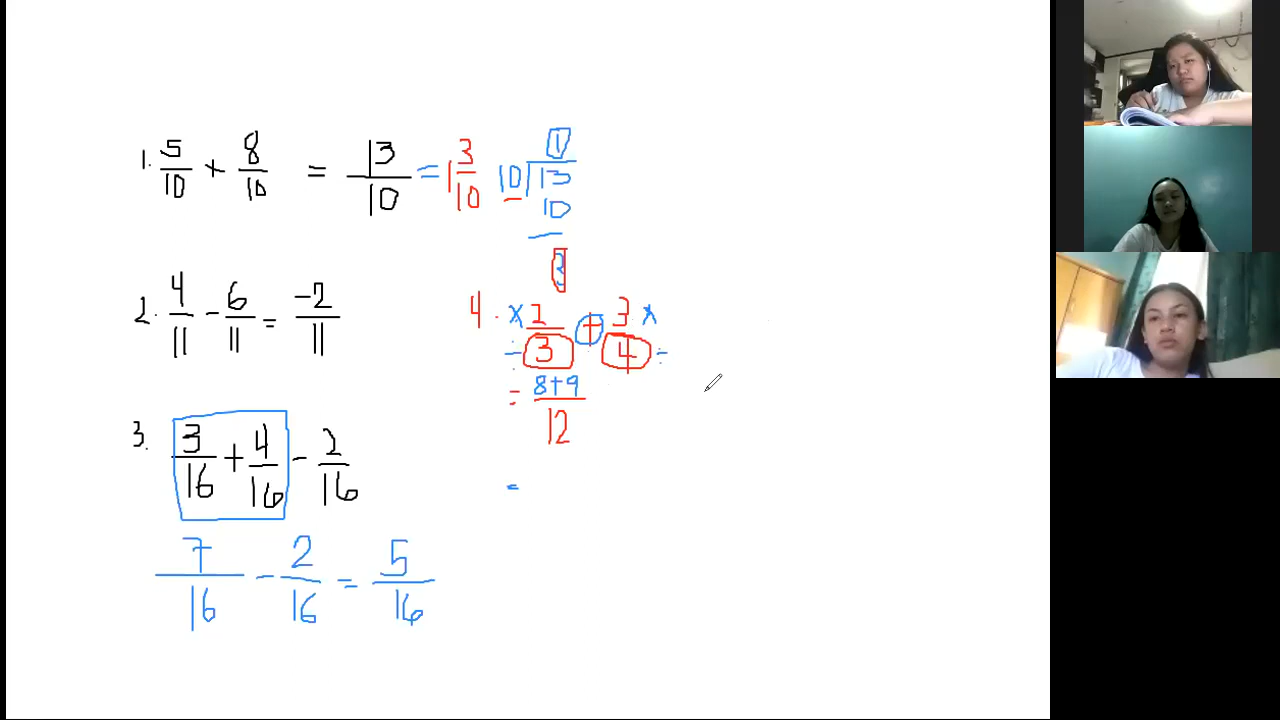 1. 5/10 + 8/10 = 13/10 = 1 3/10
1
10 13
10
3
2. 4/11 - 6/11 = -2/11
3. 3/16 + 4/16 - 2/16
7/16 - 2/16 = 5/16
4. x 2/3 + 3/4 x
÷ ÷
= 8+9/12
=